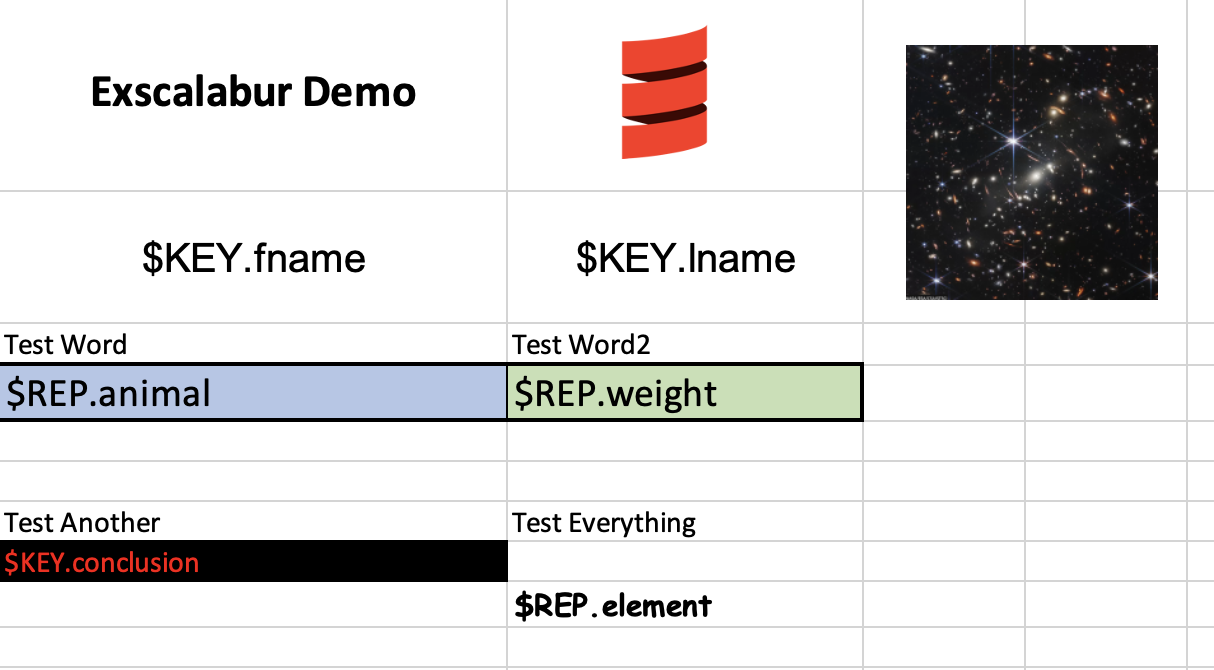 Exscalabur Demo
$KEY.fname $KEY.lname
Test Word Test Word2
$REP.animal $REP.weight
Test Another Test Everything
$KEY.conclusion
$REP.element